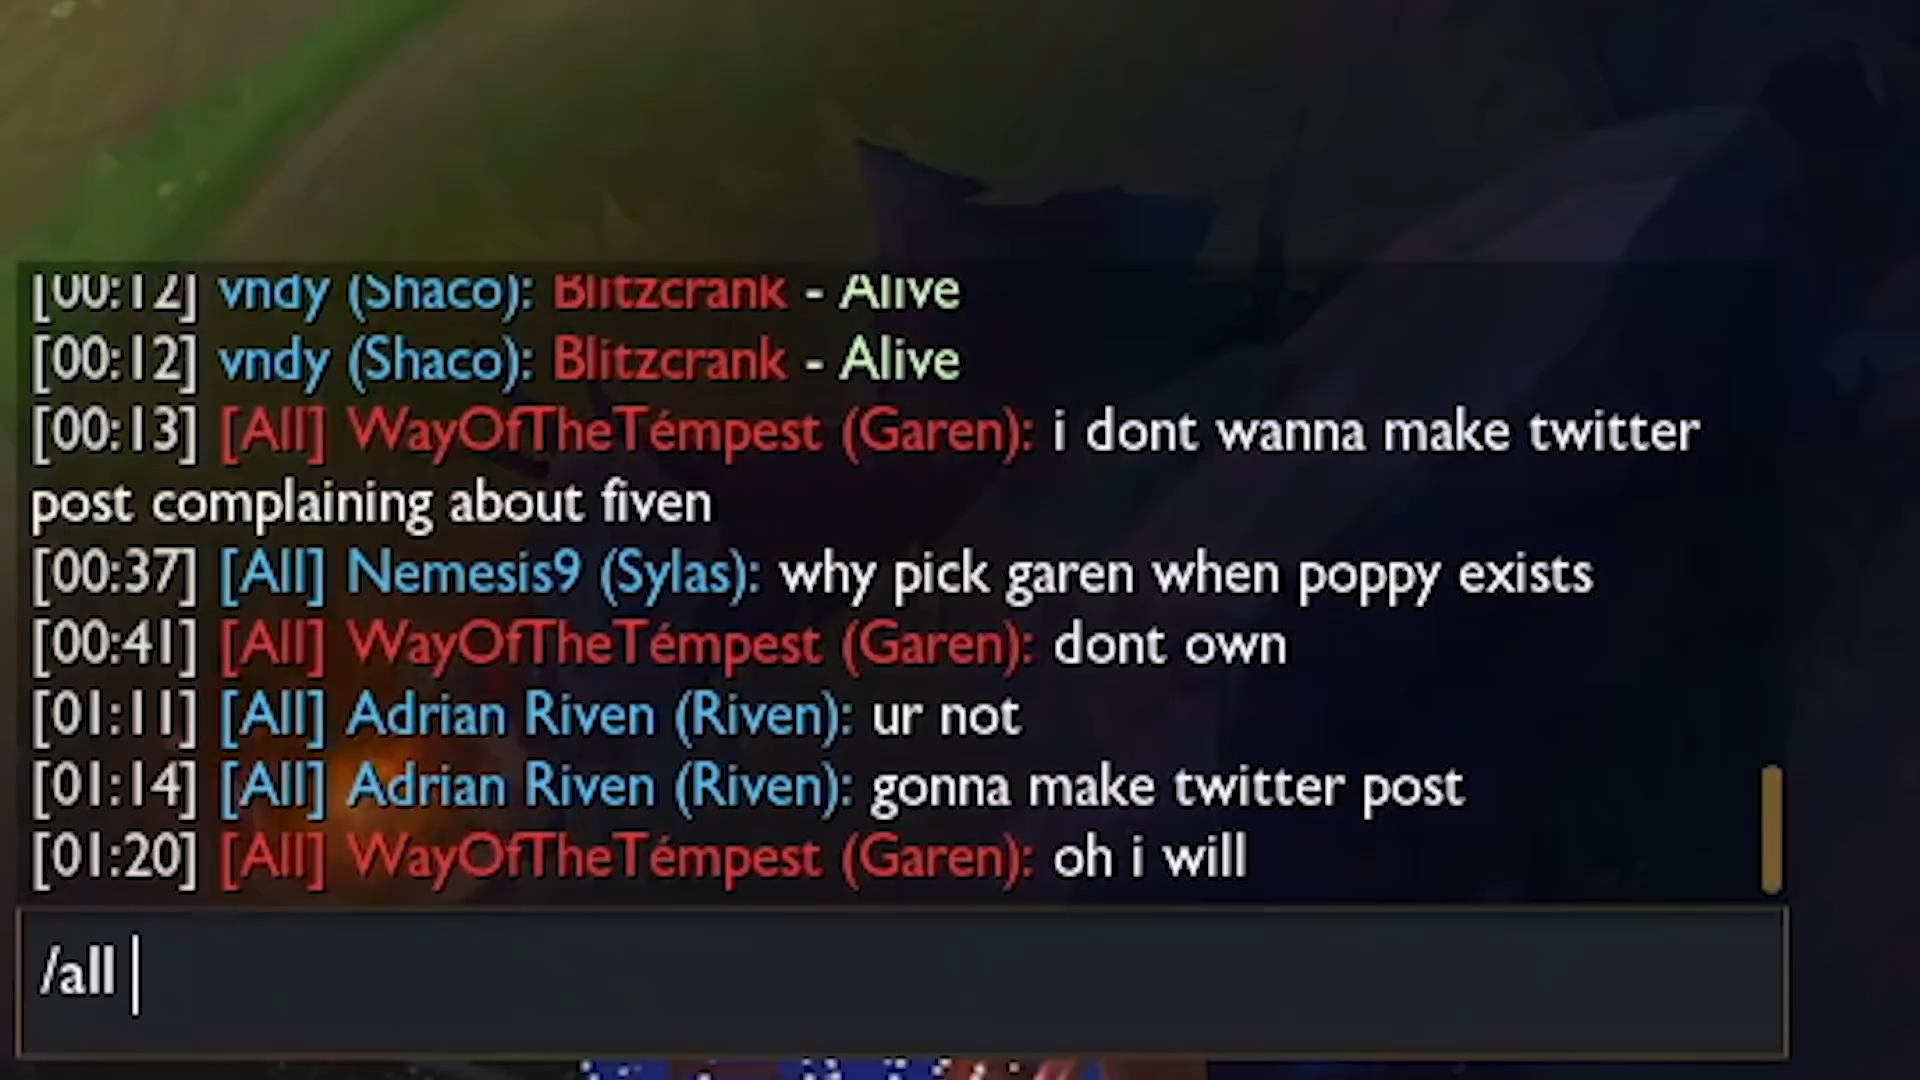 [00:12] vndy (Shaco): Blitzcrank - Alive
[00:12] vndy (Shaco): Blitzcrank - Alive
[00:13] [All] WayOfTheTémpest (Garen): i dont wanna make twitter
post complaining about fiven
[00:37] [All] Nemesis9 (Sylas): why pick garen when poppy exists
[00:41] [All] WayOfTheTémpest (Garen): dont own
[01:11] [All] Adrian Riven (Riven): ur not
[01:14] [All] Adrian Riven (Riven): gonna make twitter post
[01:20] [All] WayOfTheTémpest (Garen): oh i will
/all